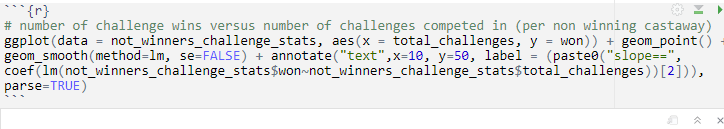 ```{r}
# number of challenge wins versus number of challenges competed in (per non winning castaway)
ggplot(data = not_winners_challenge_stats, aes(x = total_challenges, y = won)) + geom_point() +
geom_smooth(method=lm, se=FALSE) + annotate("text",x=10, y=50, label = (paste0("slope==",
coef(lm(not_winners_challenge_stats$won~not_winners_challenge_stats$total_challenges))[2])),
parse=TRUE)
```